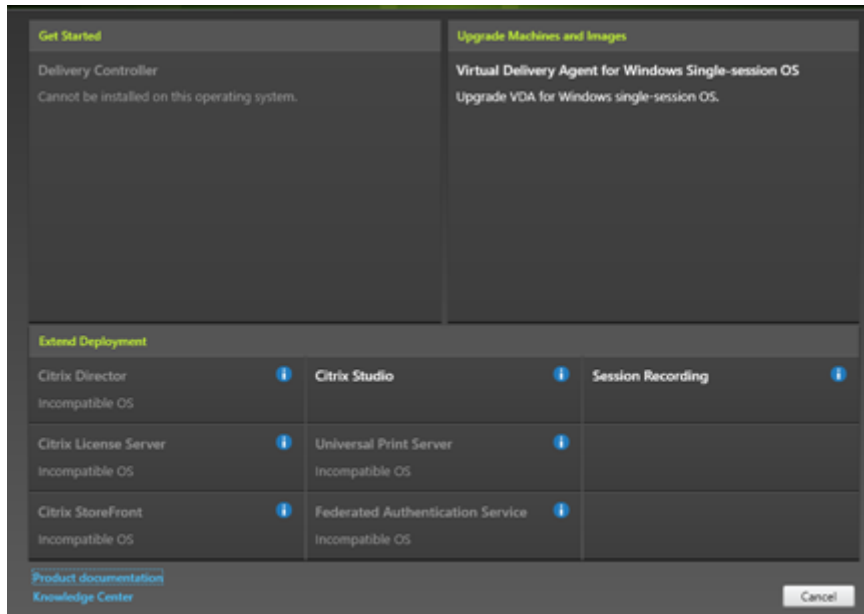 Get Started
Upgrade Machines and Images
Delivery Controller
Cannot be installed on this operating system.
Virtual Delivery Agent for Windows Single-session OS
Upgrade VDA for Windows single-session OS.
Extend Deployment
Citrix Director
Incompatible OS
Citrix Studio
Session Recording
Citrix License Server
Incompatible OS
Universal Print Server
Incompatible OS
Citrix StoreFront
Incompatible OS
Federated Authentication Service
Incompatible OS
Product documentation
Knowledge Center
Cancel